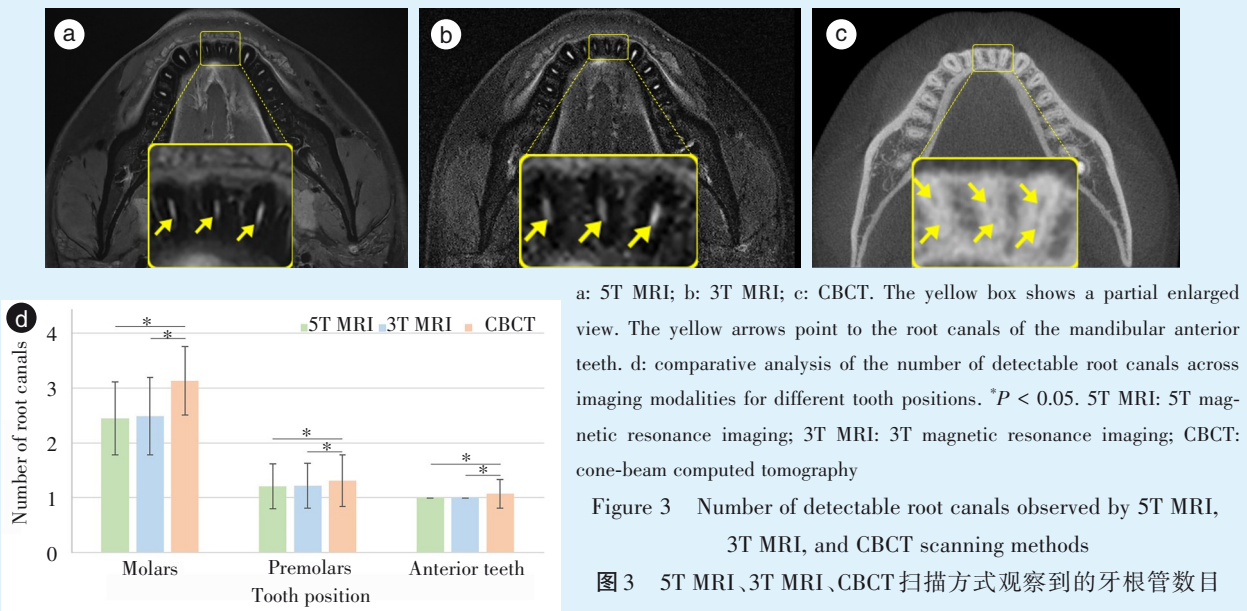 a
b
c
d
Number of root canals
4
3
2
1
0
5T MRI 3T MRI CBCT
* * * * * *
Molars Premolars Anterior teeth
Tooth position
a: 5T MRI; b: 3T MRI; c: CBCT. The yellow box shows a partial enlarged
view. The yellow arrows point to the root canals of the mandibular anterior
teeth. d: comparative analysis of the number of detectable root canals across
imaging modalities for different tooth positions. *P < 0.05. 5T MRI: 5T mag-
netic resonance imaging; 3T MRI: 3T magnetic resonance imaging; CBCT:
cone-beam computed tomography
Figure 3 Number of detectable root canals observed by 5T MRI,
3T MRI, and CBCT scanning methods
图3 5T MRI、3T MRI、CBCT扫描方式观察到的牙根管数目